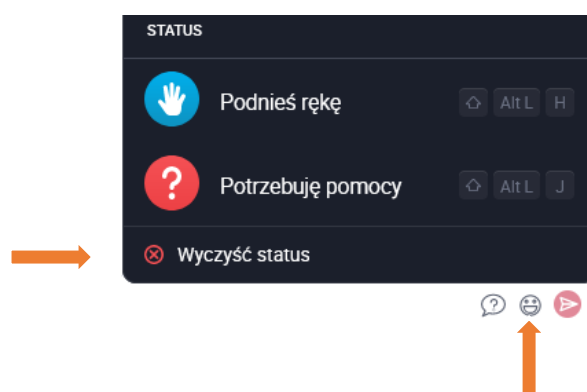 STATUS
Podnieś rękę ⇧ Alt L H
Potrzebuję pomocy ⇧ Alt L J
Wyczyść status